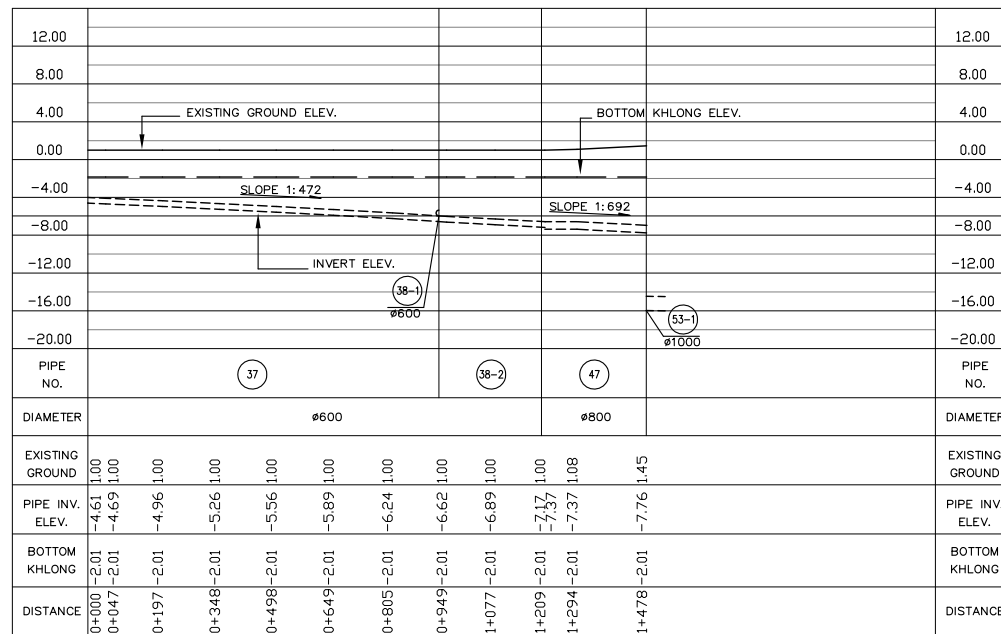 12.00
12.00
8.00
8.00
4.00
EXISTING GROUND ELEV.
BOTTOM KHLONG ELEV.
4.00
0.00
0.00
-4.00
SLOPE 1:472
SLOPE 1:692
-4.00
-8.00
-8.00
-12.00
INVERT ELEV.
-12.00
38-1
-16.00
ø600
53-1
-16.00
-20.00
ø1000
-20.00
PIPE NO.
37
38-2
47
PIPE NO.
DIAMETER
ø600
ø800
DIAMETER
EXISTING GROUND
1.00 1.00 1.00 1.00 1.00 1.00 1.00 1.00 1.00 1.00 1.08 1.45
EXISTING GROUND
PIPE INV. ELEV.
-4.61 -4.69 -4.96 -5.26 -5.56 -5.89 -6.24 -6.62 -6.89 -7.17 -7.37 -7.37 -7.76
PIPE INV. ELEV.
BOTTOM KHLONG
-2.01 -2.01 -2.01 -2.01 -2.01 -2.01 -2.01 -2.01 -2.01 -2.01 -2.01 -2.01
BOTTOM KHLONG
DISTANCE
0+000 0+047 0+197 0+348 0+498 0+649 0+805 0+949 1+077 1+209 1+294 1+478
DISTANCE